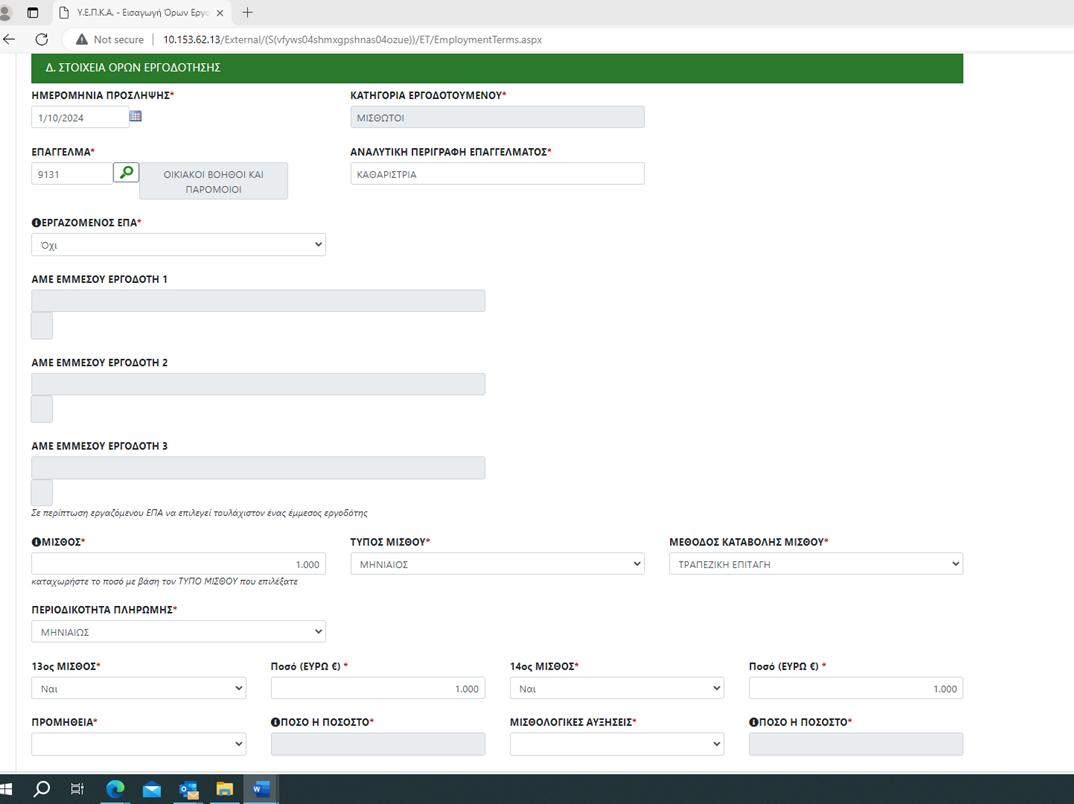 Υ.Ε.Π.Κ.Α. - Εισαγωγή Όρων Εργο
Not secure
10.153.62.13/External/(S(vfyws04shmxgpshnas04ozue))/ET/EmploymentTerms.aspx
Δ. ΣΤΟΙΧΕΙΑ ΟΡΩΝ ΕΡΓΟΔΟΤΗΣΗΣ
ΗΜΕΡΟΜΗΝΙΑ ΠΡΟΣΛΗΨΗΣ* ΚΑΤΗΓΟΡΙΑ ΕΡΓΟΔΟΤΟΥΜΕΝΟΥ*
1/10/2024 ΜΙΣΘΩΤΟΙ
ΕΠΑΓΓΕΛΜΑ* ΑΝΑΛΥΤΙΚΗ ΠΕΡΙΓΡΑΦΗ ΕΠΑΓΓΕΛΜΑΤΟΣ*
9131 ΟΙΚΙΑΚΟΙ ΒΟΗΘΟΙ ΚΑΙ ΚΑΘΑΡΙΣΤΡΙΑ
ΠΑΡΟΜΟΙΟΙ
ΕΡΓΑΖΟΜΕΝΟΣ ΕΠΑ*
Όχι
ΑΜΕ ΕΜΜΕΣΟΥ ΕΡΓΟΔΟΤΗ 1
ΑΜΕ ΕΜΜΕΣΟΥ ΕΡΓΟΔΟΤΗ 2
ΑΜΕ ΕΜΜΕΣΟΥ ΕΡΓΟΔΟΤΗ 3
Σε περίπτωση εργαζόμενου ΕΠΑ να επιλεγεί τουλάχιστον ένας έμμεσος εργοδότης
ΜΙΣΘΟΣ* ΤΥΠΟΣ ΜΙΣΘΟΥ* ΜΕΘΟΔΟΣ ΚΑΤΑΒΟΛΗΣ ΜΙΣΘΟΥ*
1.000 ΜΗΝΙΑΙΟΣ ΤΡΑΠΕΖΙΚΗ ΕΠΙΤΑΓΗ
καταχωρήστε το ποσό με βάση τον ΤΥΠΟ ΜΙΣΘΟΥ που επιλέξατε
ΠΕΡΙΟΔΙΚΟΤΗΤΑ ΠΛΗΡΩΜΗΣ*
ΜΗΝΙΑΙΩΣ
13ος ΜΙΣΘΟΣ* Ποσό (ΕΥΡΩ €) * 14ος ΜΙΣΘΟΣ* Ποσό (ΕΥΡΩ €) *
Ναι 1.000 Ναι 1.000
ΠΡΟΜΗΘΕΙΑ* ΠΟΣΟ Η ΠΟΣΟΣΤΟ* ΜΙΣΘΟΛΟΓΙΚΕΣ ΑΥΞΗΣΕΙΣ* ΠΟΣΟ Η ΠΟΣΟΣΤΟ*